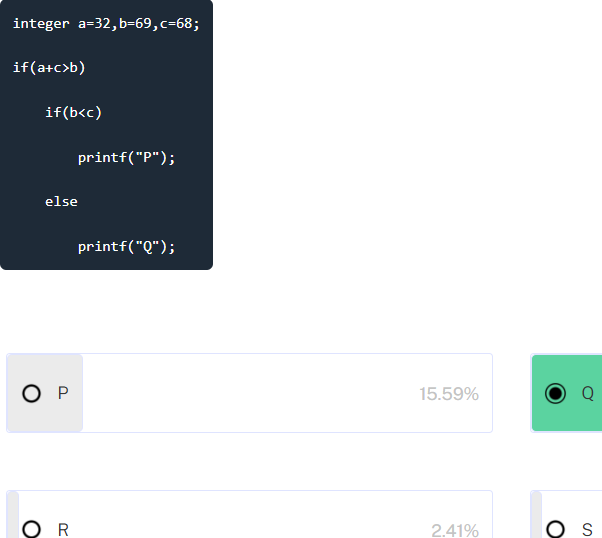 integer a=32,b=69,c=68;
if(a+c>b)
if(b<c)
printf("P");
else
printf("Q");
P 15.59% Q
R 2.41% S